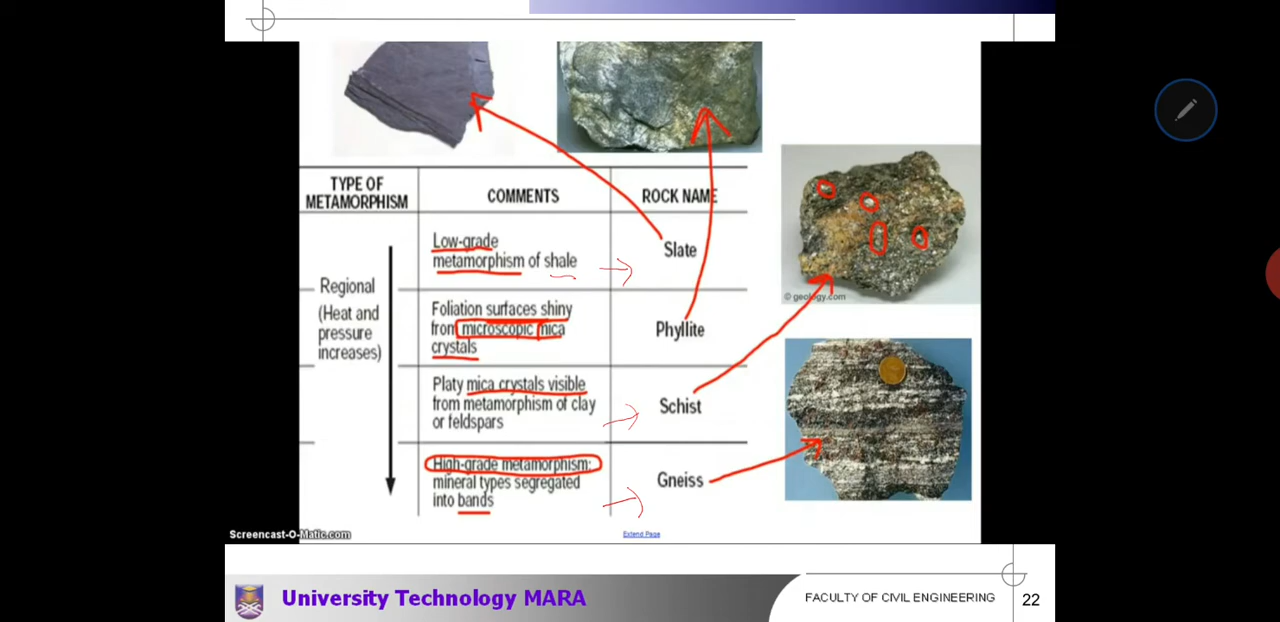 TYPE OF
METAMORPHISM
COMMENTS
ROCK NAME
Low-grade
metamorphism of shale
Slate
Regional
(Heat and
pressure
increases)
Foliation surfaces shiny
from microscopic mica
crystals
Phyllite
Platy mica crystals visible
from metamorphism of clay
or feldspars
Schist
High-grade metamorphism;
mineral types segregated
into bands
Gneiss
© geology.com
Screencast-O-Matic.com
Extend Page
University Technology MARA
FACULTY OF CIVIL ENGINEERING
22